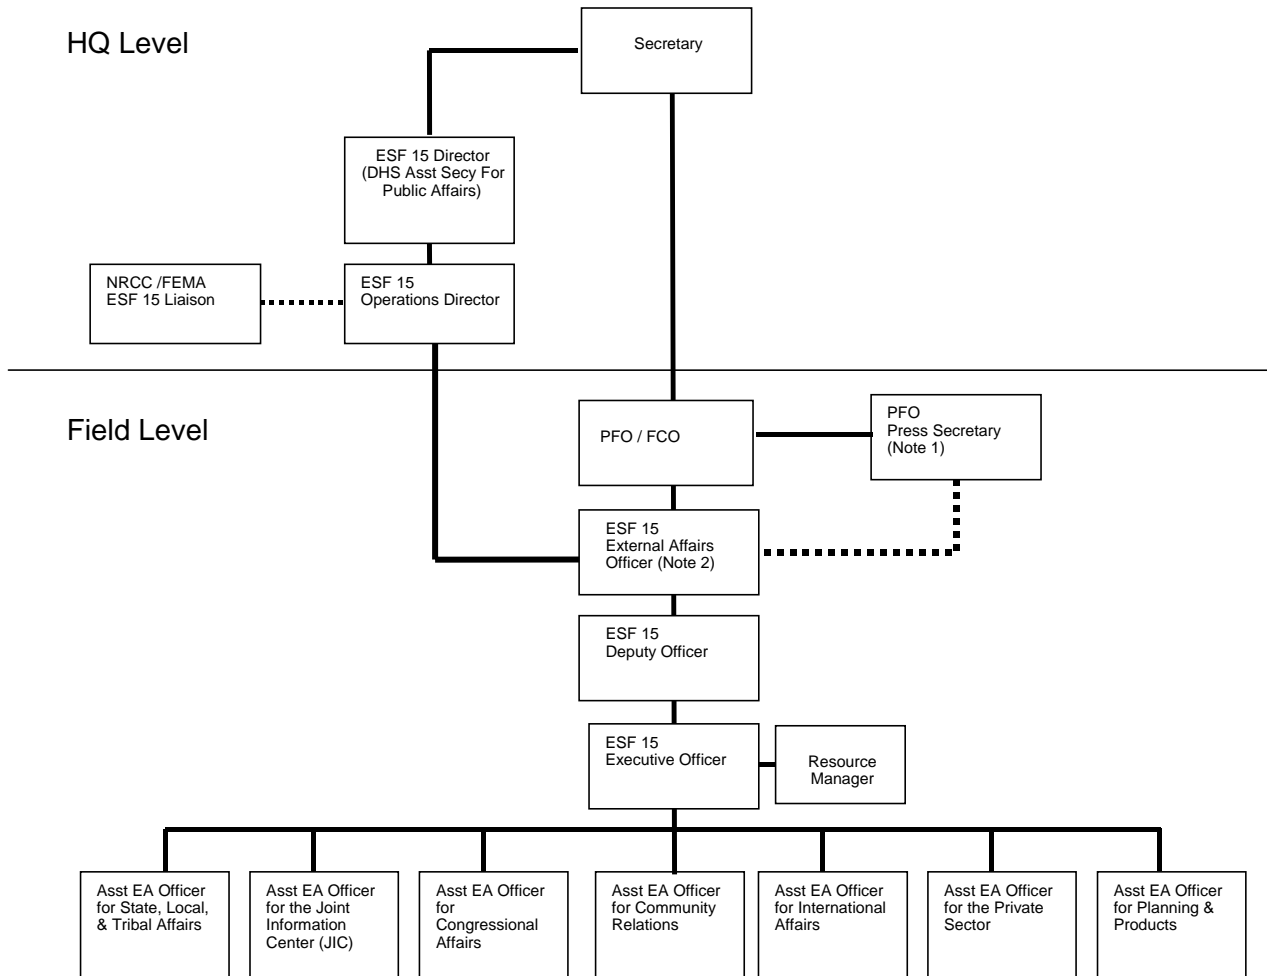 HQ Level
Secretary
ESF 15 Director
(DHS Asst Secy For
Public Affairs)
NRCC /FEMA
ESF 15 Liaison
ESF 15
Operations Director
Field Level
PFO / FCO
PFO
Press Secretary
(Note 1)
ESF 15
External Affairs
Officer (Note 2)
ESF 15
Deputy Officer
ESF 15
Executive Officer
Resource
Manager
Asst EA Officer
for State, Local,
& Tribal Affairs
Asst EA Officer
for the Joint
Information
Center (JIC)
Asst EA Officer
for
Congressional
Affairs
Asst EA Officer
for Community
Relations
Asst EA Officer
for International
Affairs
Asst EA Officer
for the Private
Sector
Asst EA Officer
for Planning &
Products